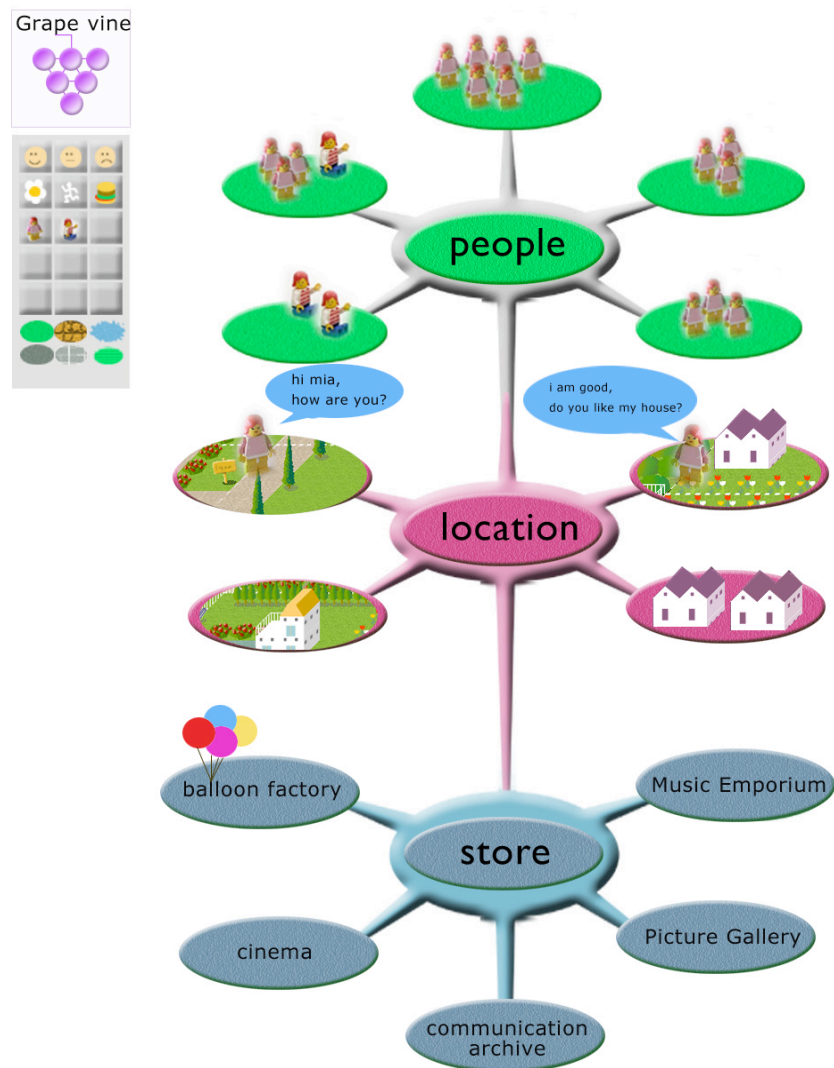 Grape vine
people
hi mia,
how are you?
i am good,
do you like my house?
location
balloon factory
Music Emporium
store
cinema
Picture Gallery
communication
archive